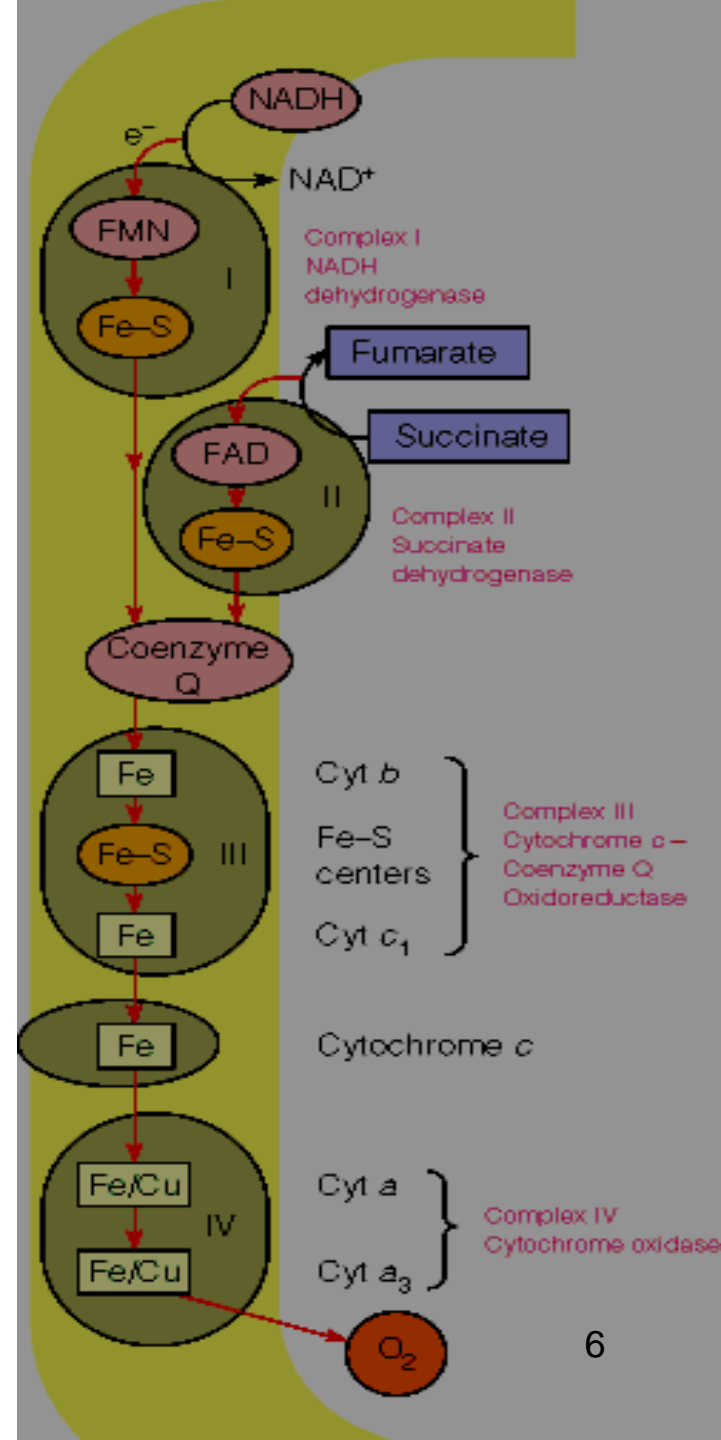 NADH
e⁻
NAD⁺
FMN
I
Fe–S
Complex I
NADH
dehydrogenase
Fumarate
Succinate
FAD
II
Fe–S
Complex II
Succinate
dehydrogenase
Coenzyme
Q
Fe
Cyt b
Fe–S
III
Fe–S
centers
Fe
Cyt c₁
Complex III
Cytochrome c –
Coenzyme Q
Oxidoreductase
Fe
Cytochrome c
Fe/Cu
Cyt a
IV
Fe/Cu
Cyt a₃
Complex IV
Cytochrome oxidase
O₂
6